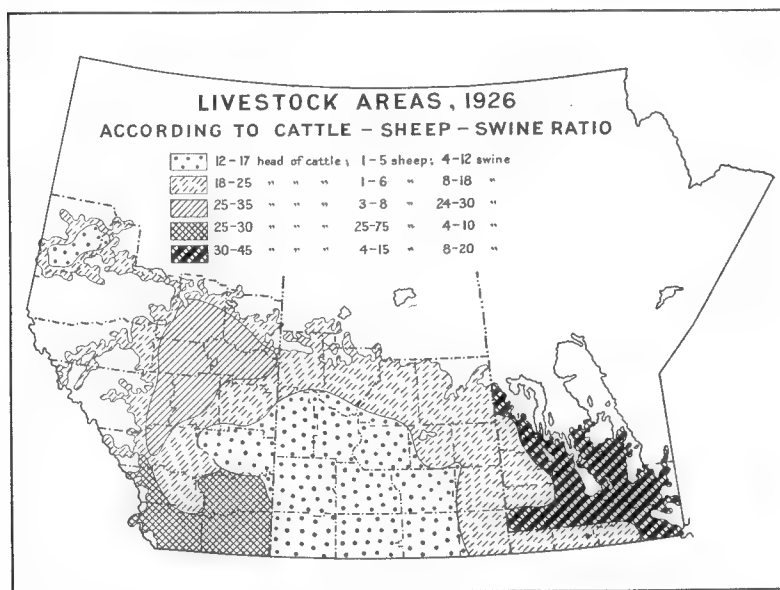 LIVESTOCK AREAS, 1926
ACCORDING TO CATTLE – SHEEP – SWINE RATIO
12–17 head of cattle; 1–5 sheep; 4–12 swine
18–25 " " " 1–6 " 8–18 "
25–35 " " " 3–8 " 24–30 "
25–30 " " " 25–75 " 4–10 "
30–45 " " " 4–15 " 8–20 "